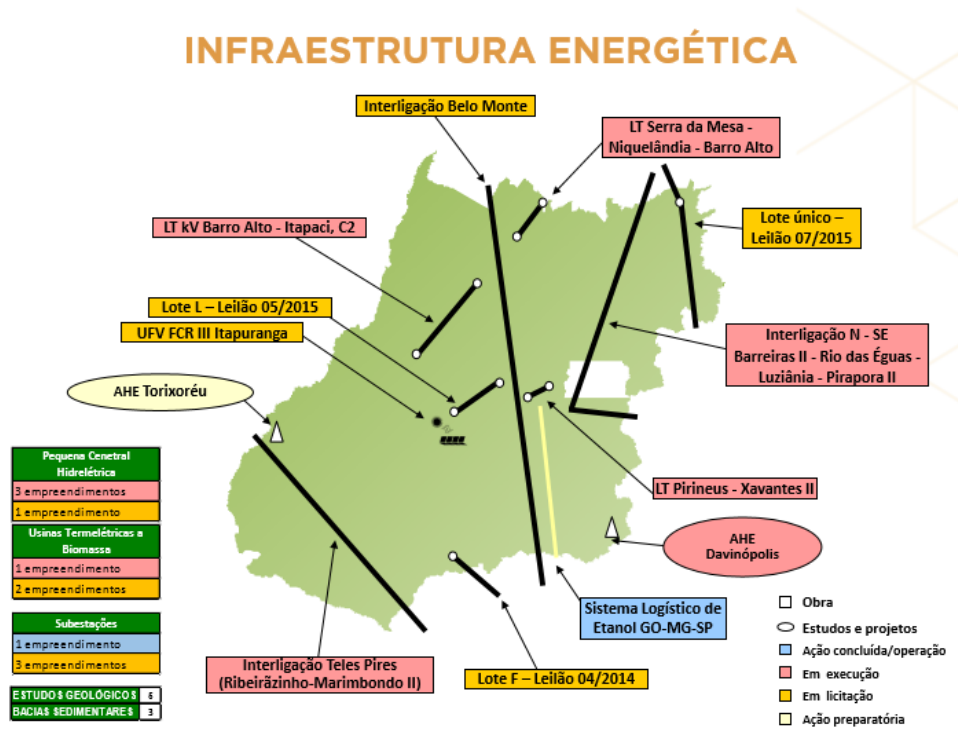 INFRAESTRUTURA ENERGÉTICA
Interligação Belo Monte
LT Serra da Mesa -
Niquelândia - Barro Alto
LT kV Barro Alto - Itapaci, C2
Lote único –
Leilão 07/2015
Lote L – Leilão 05/2015
UFV FCR III Itapuranga
Interligação N - SE
Barreiras II - Rio das Éguas -
Luziânia - Pirapora II
AHE Torixoréu
Pequena Cenetral
Hidrelétrica
3 empreendimentos
1 empreendimento
Usinas Termelétricas a
Biomassa
1 empreendimento
2 empreendimentos
Subestações
1 empreendimento
3 empreendimentos
ESTUDOS GEOLÓGICOS 6
BACIAS SEDIMENTARES 3
LT Pirineus - Xavantes II
AHE
Davinópolis
Sistema Logístico de
Etanol GO-MG-SP
Interligação Teles Pires
(Ribeirãzinho-Marimbondo II)
Lote F – Leilão 04/2014
Obra
Estudos e projetos
Ação concluída/operação
Em execução
Em licitação
Ação preparatória